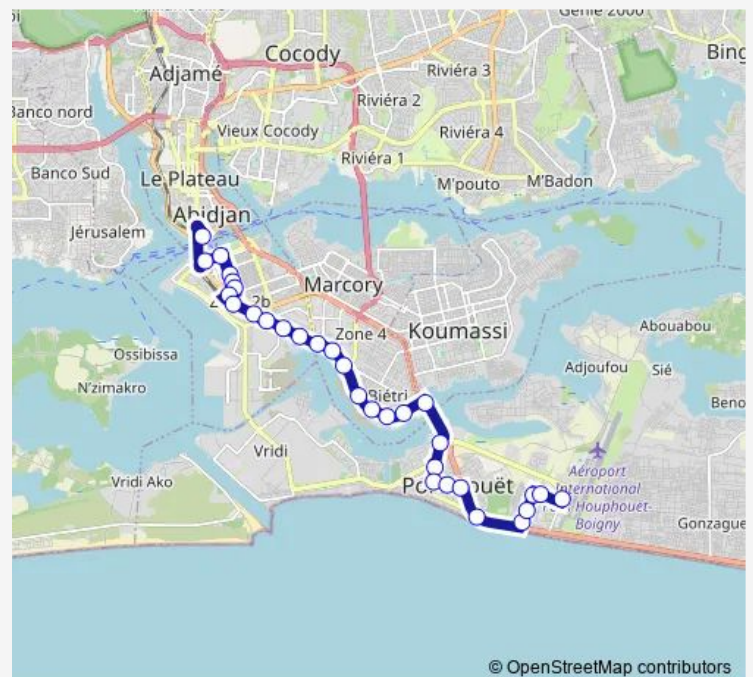 Génie 2000
Cocody
Bing
Adjamé
Riviéra 3
Banco nord
Riviéra 2
Vieux Cocody
Riviéra 4
Riviéra 1
Banco Sud
Le Plateau
M'pouto
M'Badon
Abidjan
Jérusalem
Marcory
2b
Zone 4
Koumassi
Abouabou
Ossibissa
Adjoufou
Sié
N'zimakro
Biétri
Beno
Vridi
Aéroport
Vridi Ako
International
Houphouët-
Boigny
Gonzague
© OpenStreetMap contributors